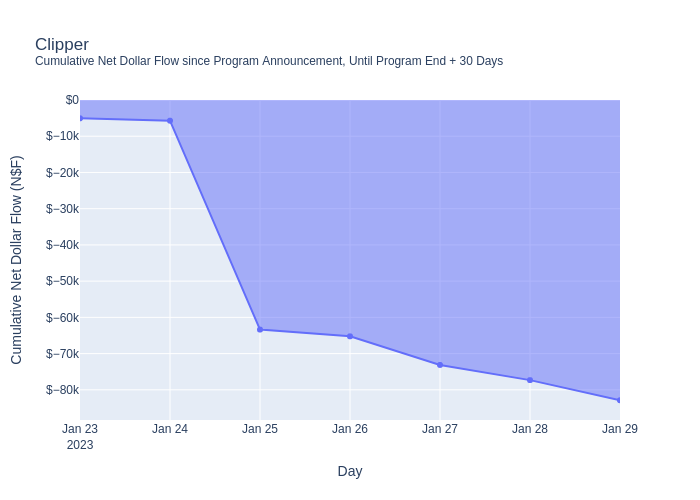 Clipper
Cumulative Net Dollar Flow since Program Announcement, Until Program End + 30 Days
Cumulative Net Dollar Flow (N$F)
$0
$−10k
$−20k
$−30k
$−40k
$−50k
$−60k
$−70k
$−80k
Jan 23
2023
Jan 24
Jan 25
Jan 26
Jan 27
Jan 28
Jan 29
Day